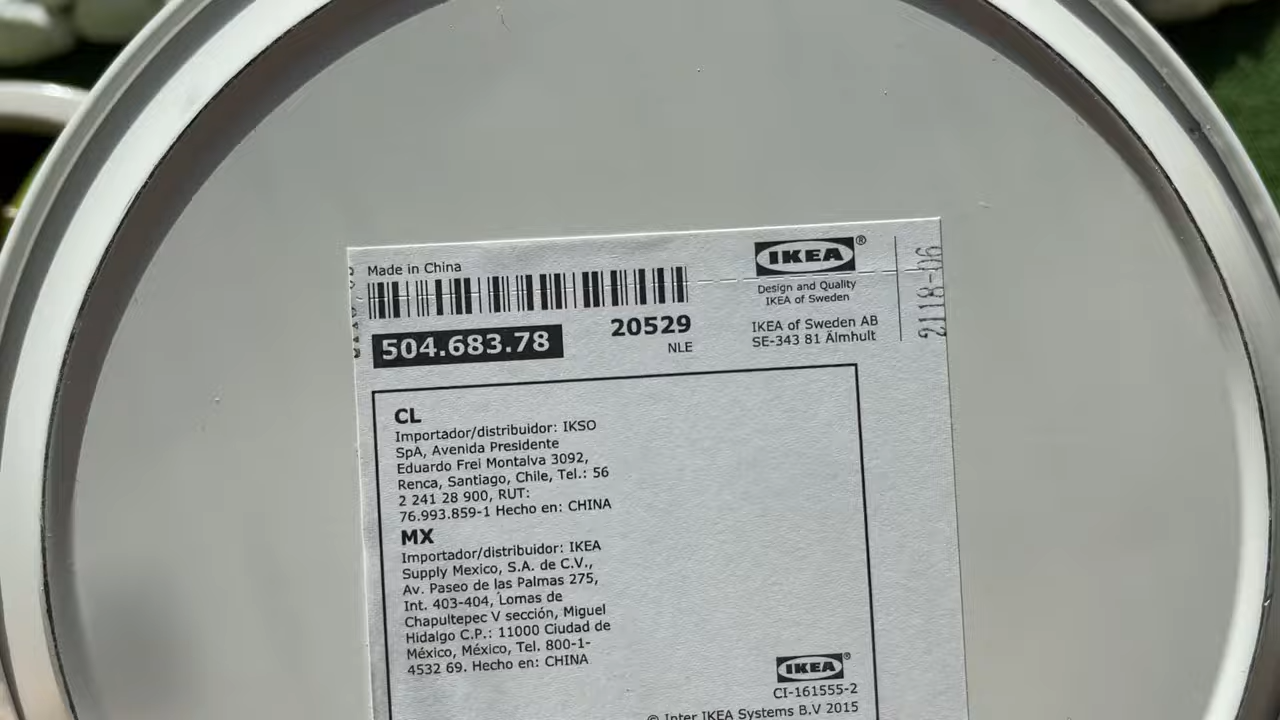 Made in China
504.683.78
20529
NLE
IKEA®
Design and Quality
IKEA of Sweden
IKEA of Sweden AB
SE-343 81 Älmhult
2118-06
CL
Importador/distribuidor: IKSO
SpA, Avenida Presidente
Eduardo Frei Montalva 3092,
Renca, Santiago, Chile, Tel.: 56
2 241 28 900, RUT:
76.993.859-1 Hecho en: CHINA
MX
Importador/distribuidor: IKEA
Supply Mexico, S.A. de C.V.,
Av. Paseo de las Palmas 275,
Int. 403-404, Lomas de
Chapultepec V sección, Miguel
Hidalgo C.P.: 11000 Ciudad de
México, México, Tel. 800-1-
4532 69. Hecho en: CHINA
IKEA®
CI-161555-2
© Inter IKEA Systems B.V 2015